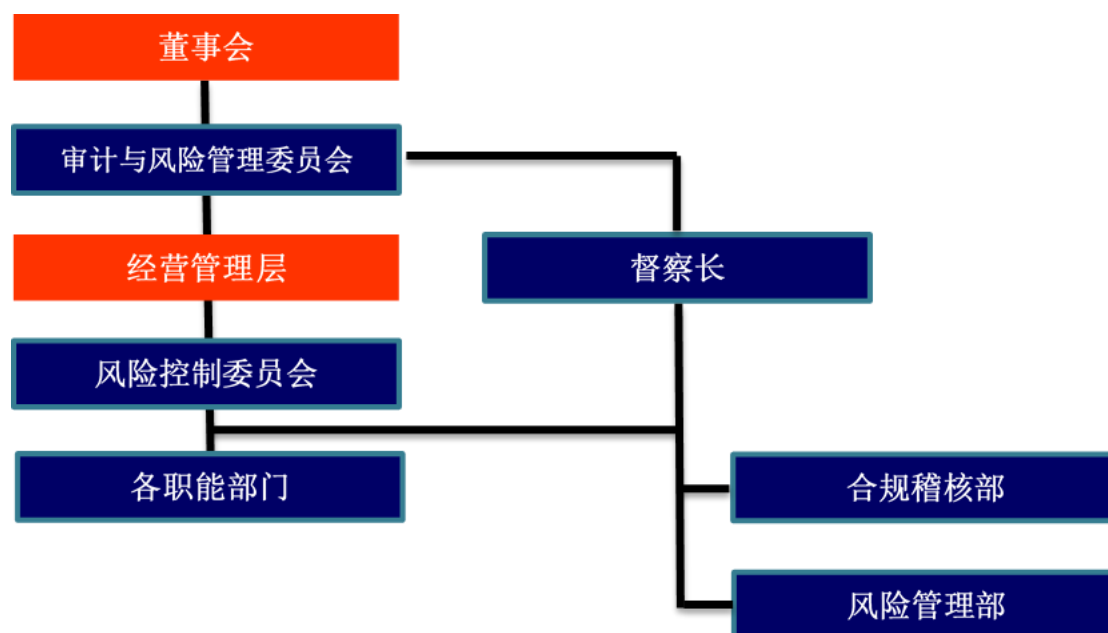 董事会
审计与风险管理委员会
经营管理层
督察长
风险控制委员会
各职能部门
合规稽核部
风险管理部